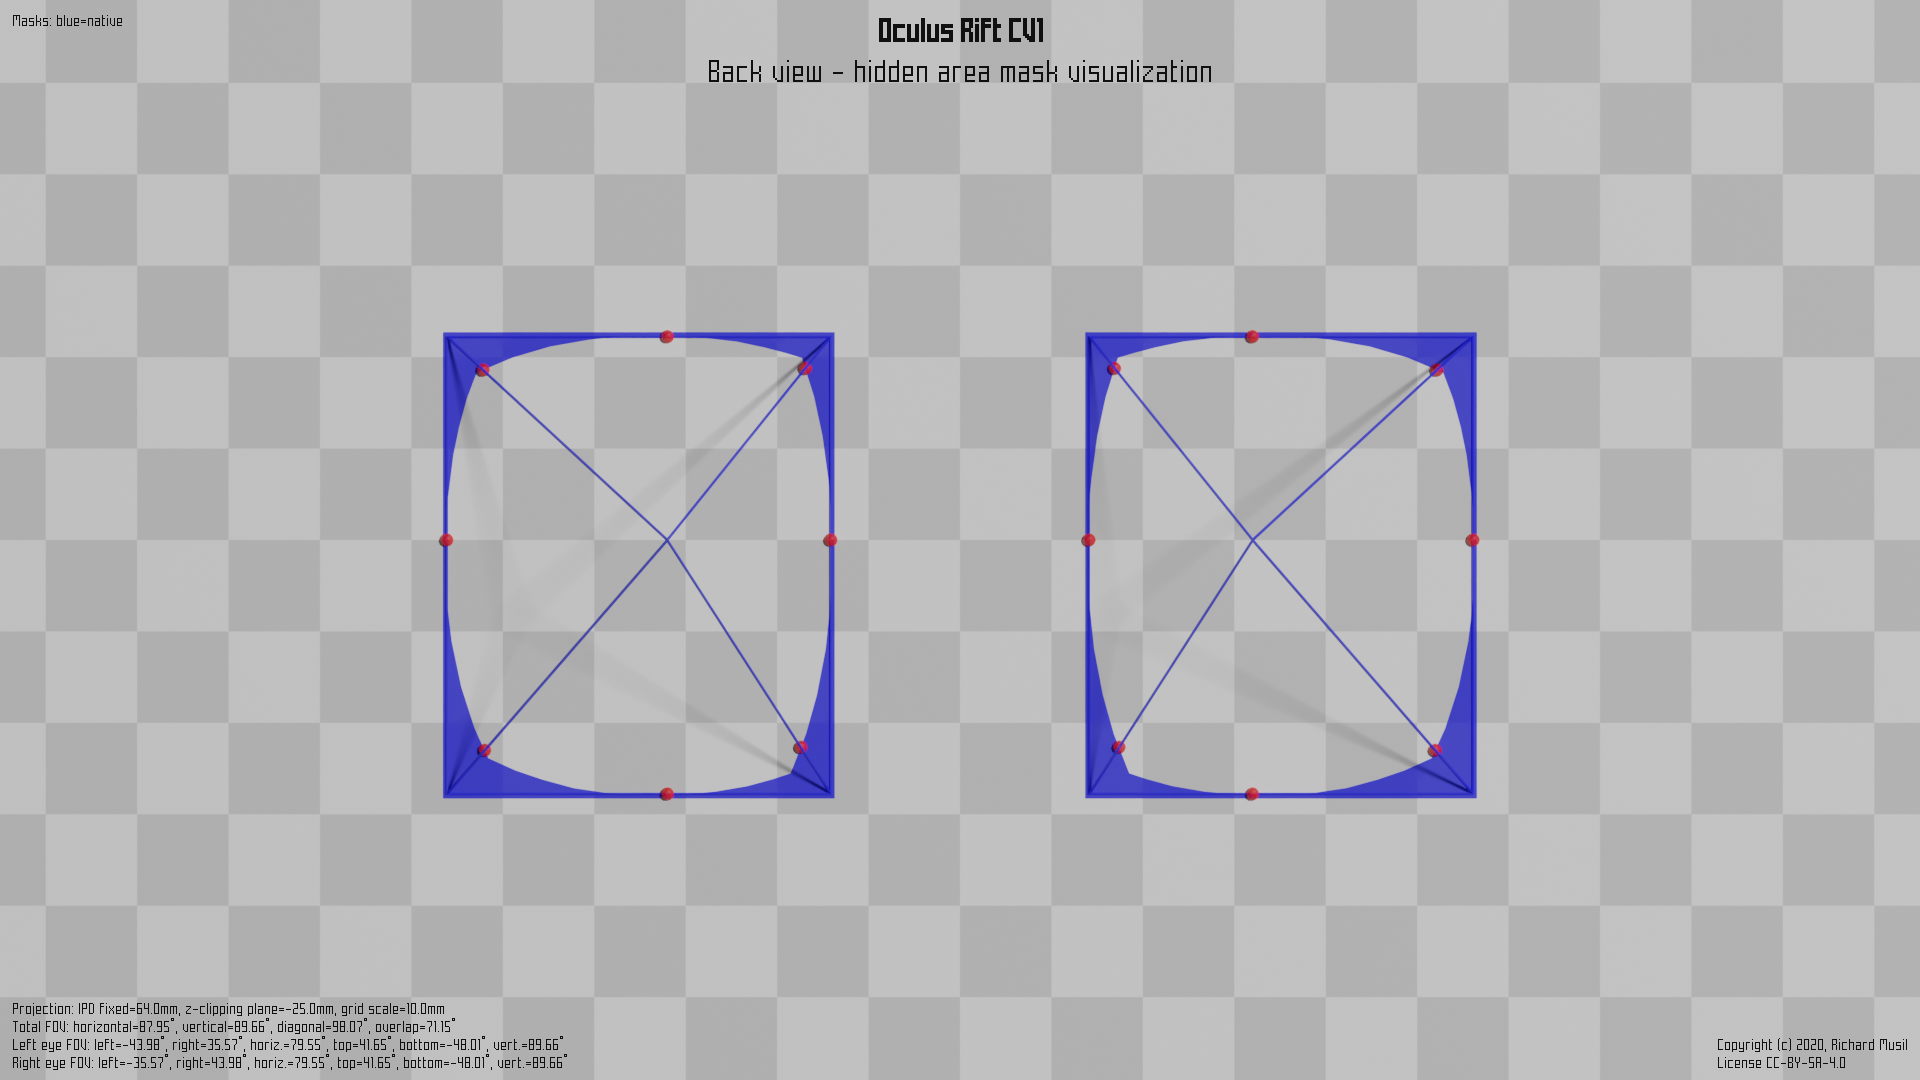 Masks: blue=native
Oculus Rift CV1
Back view - hidden area mask visualization
Projection: IPD fixed=64.0mm, z-clipping plane=-25.0mm, grid scale=10.0mm
Total FOV: horizontal=87.95°, vertical=89.66°, diagonal=98.07°, overlap=71.15°
Left eye FOV: left=-43.98°, right=35.57°, horiz.=79.55°, top=41.65°, bottom=-48.01°, vert.=89.66°
Right eye FOV: left=-35.57°, right=43.98°, horiz.=79.55°, top=41.65°, bottom=-48.01°, vert.=89.66°
Copyright (c) 2020, Richard Musil
License CC-BY-SA-4.0